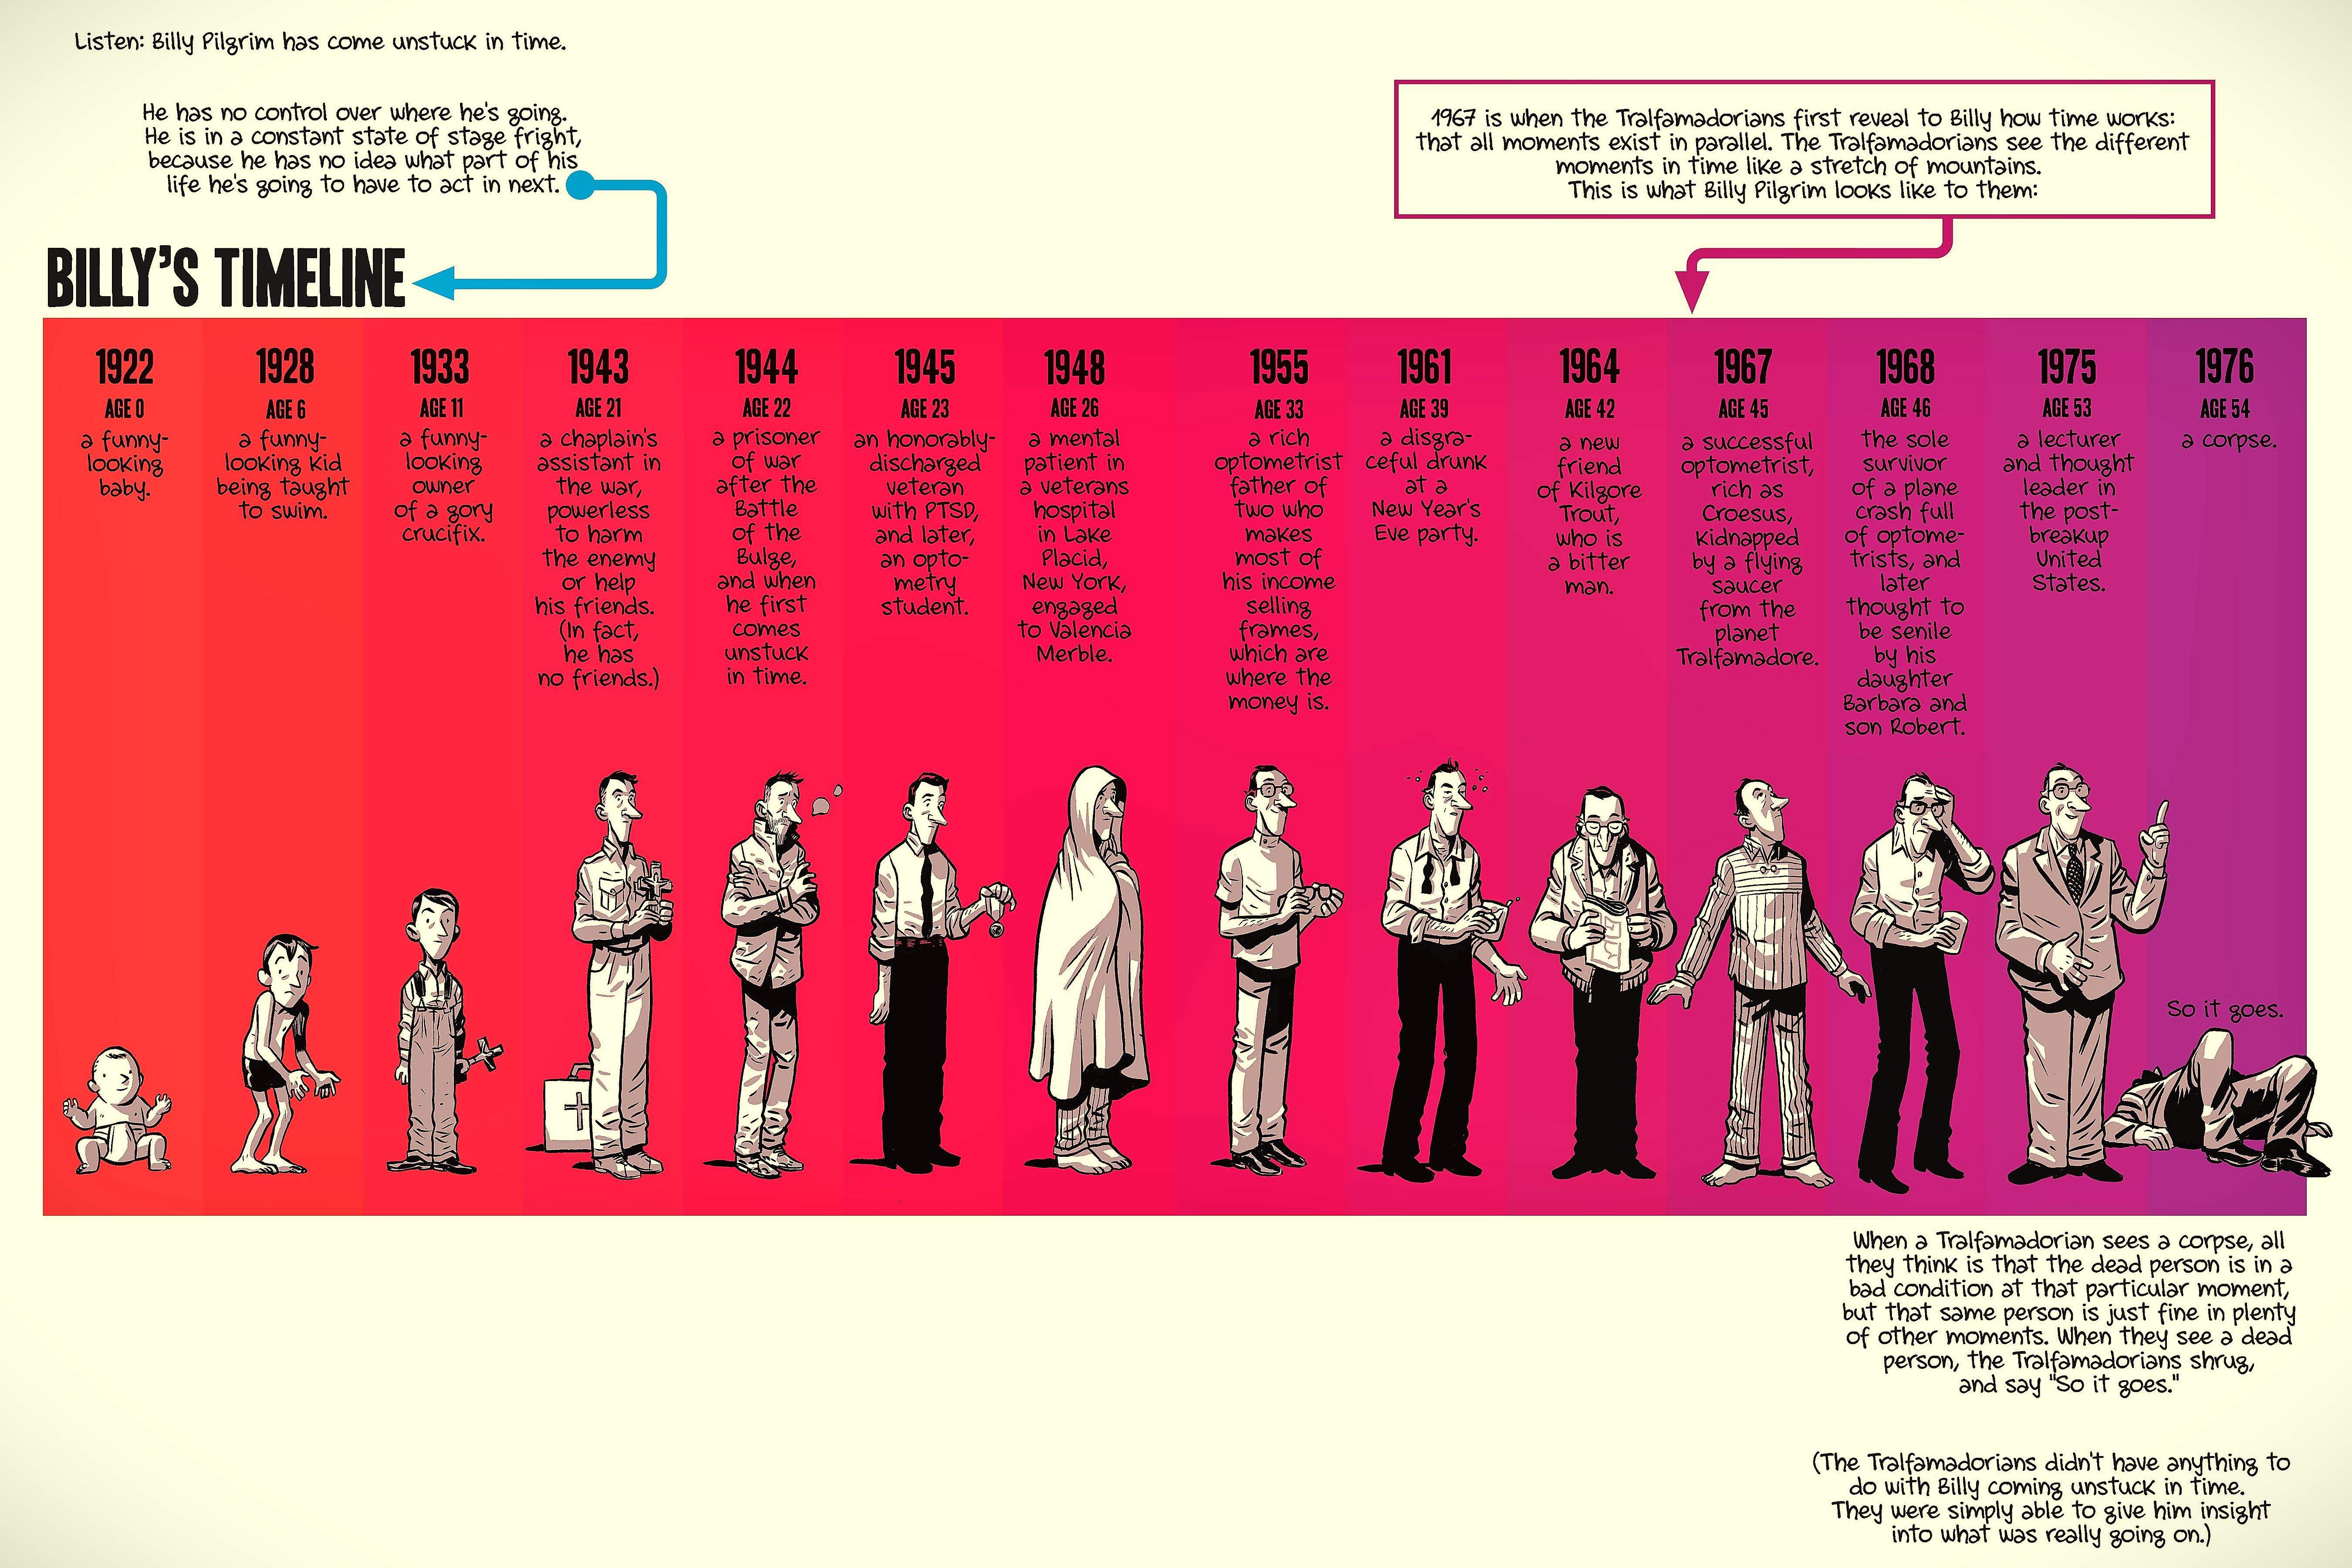 Listen: Billy Pilgrim has come unstuck in time.
He has no control over where he's going.
He is in a constant state of stage fright,
because he has no idea what part of his
life he's going to have to act in next.
1967 is when the Tralfamadorians first reveal to Billy how time works:
that all moments exist in parallel. The Tralfamadorians see the different
moments in time like a stretch of mountains.
This is what Billy Pilgrim looks like to them:
BILLY'S TIMELINE
1922
AGE 0
a funny-
looking
baby.
1928
AGE 6
a funny-
looking kid
being taught
to swim.
1933
AGE 11
a funny-
looking
owner
of a gory
crucifix.
1943
AGE 21
a chaplain's
assistant in
the war,
powerless
to harm
the enemy
or help
his friends.
(In fact,
he has
no friends.)
1944
AGE 22
a prisoner
of war
after the
Battle
of the
Bulge,
and when
he first
comes
unstuck
in time.
1945
AGE 23
an honorably-
discharged
veteran
with PTSD,
and later,
an opto-
metry
student.
1948
AGE 26
a mental
patient in
a veterans
hospital
in Lake
Placid,
New York,
engaged
to Valencia
Merble.
1955
AGE 33
a rich
optometrist
father of
two who
makes
most of
his income
selling
frames,
which are
where the
money is.
1961
AGE 39
a disgra-
ceful drunk
at a
New Year's
Eve party.
1964
AGE 42
a new
friend
of Kilgore
Trout,
who is
a bitter
man.
1967
AGE 45
a successful
optometrist,
rich as
Croesus,
kidnapped
by a flying
saucer
from the
planet
Tralfamadore.
1968
AGE 46
the sole
survivor
of a plane
crash full
of optome-
trists, and
later
thought to
be senile
by his
daughter
Barbara and
son Robert.
1975
AGE 53
a lecturer
and thought
leader in
the post-
breakup
United
States.
1976
AGE 54
a corpse.
So it goes.
When a Tralfamadorian sees a corpse, all
they think is that the dead person is in a
bad condition at that particular moment,
but that same person is just fine in plenty
of other moments. When they see a dead
person, the Tralfamadorians shrug,
and say "So it goes."
(The Tralfamadorians didn't have anything to
do with Billy coming unstuck in time.
They were simply able to give him insight
into what was really going on.)